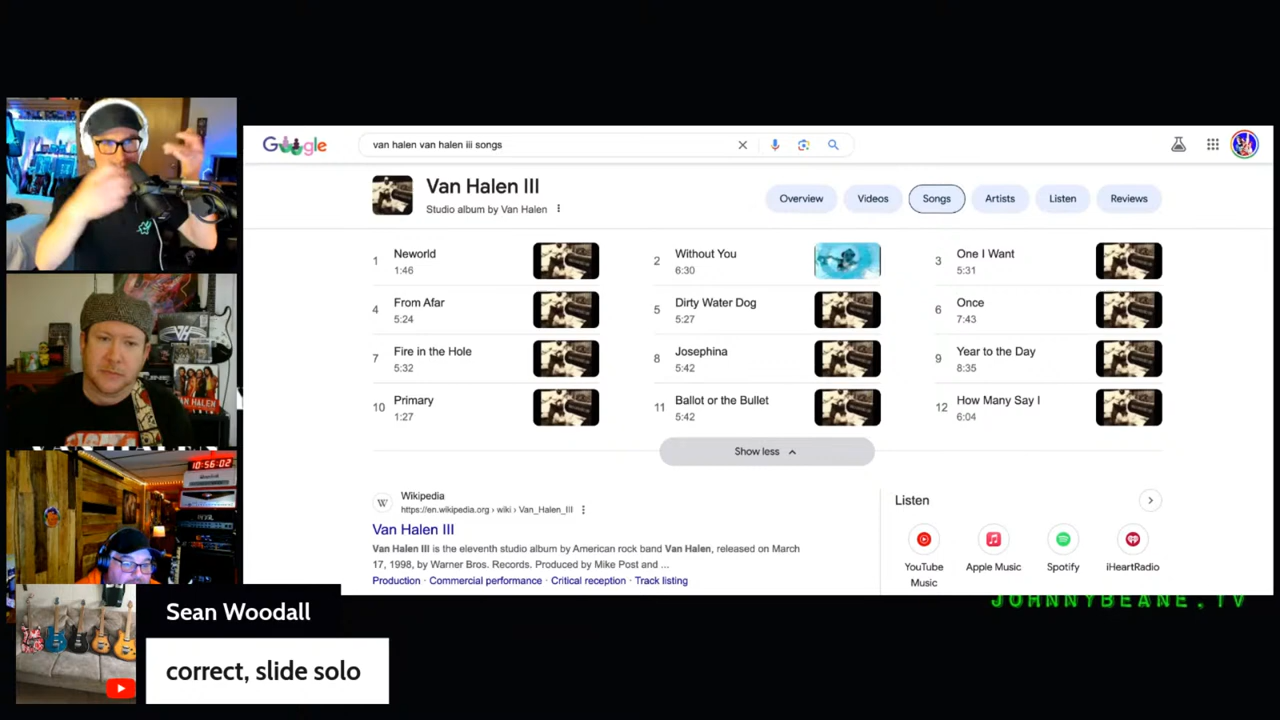 Google
van halen van halen iii songs
Van Halen III
Studio album by Van Halen
Overview
Videos
Songs
Artists
Listen
Reviews
1
Neworld
1:46
2
Without You
6:30
3
One I Want
5:31
4
From Afar
5:24
5
Dirty Water Dog
5:27
6
Once
7:43
7
Fire in the Hole
5:32
8
Josephina
5:42
9
Year to the Day
8:35
10
Primary
1:27
11
Ballot or the Bullet
5:42
12
How Many Say I
6:04
Show less
W
Wikipedia
https://en.wikipedia.org › wiki › Van_Halen_III
Van Halen III
Van Halen III is the eleventh studio album by American rock band Van Halen, released on March
17, 1998, by Warner Bros. Records. Produced by Mike Post and ...
Production · Commercial performance · Critical reception · Track listing
Listen
YouTube
Music
Apple Music
Spotify
iHeartRadio
VAN HALEN
10:56:02
JOHNNYBEANE.TV
Sean Woodall
correct, slide solo